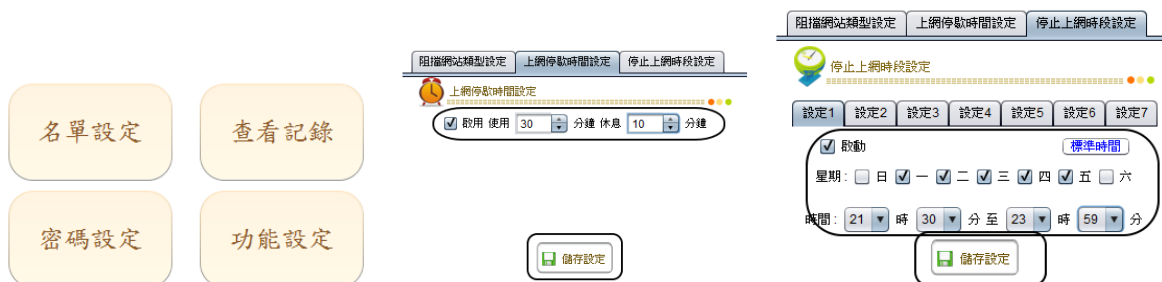 名單設定
查看記錄
密碼設定
功能設定
阻擋網站類型設定 上網停歇時間設定 停止上網時段設定
上網停歇時間設定
啟用 使用 30 分鐘 休息 10 分鐘
儲存設定
阻擋網站類型設定 上網停歇時間設定 停止上網時段設定
停止上網時段設定
設定1 設定2 設定3 設定4 設定5 設定6 設定7
啟動 標準時間
星期: 日 一 二 三 四 五 六
時間: 21 時 30 分 至 23 時 59 分
儲存設定